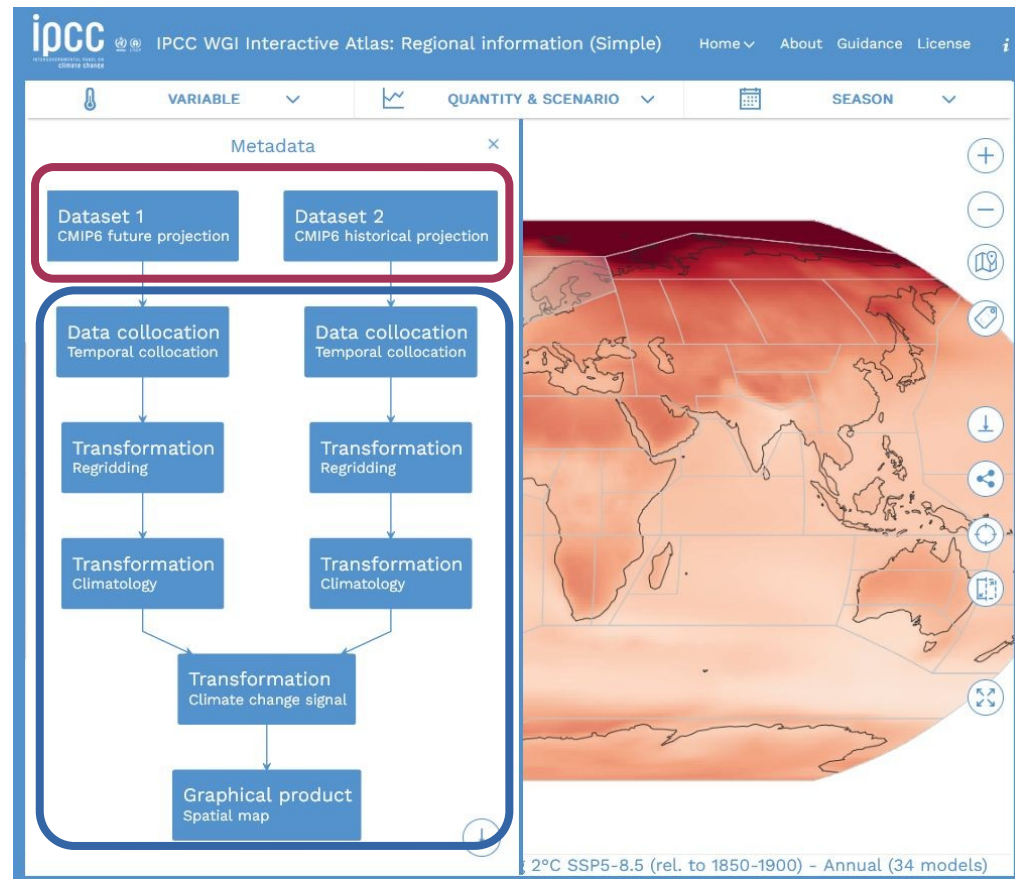 ipcc
INTERGOVERNMENTAL PANEL ON
climate change
IPCC WGI Interactive Atlas: Regional information (Simple)
Home
About
Guidance
License
i
VARIABLE
QUANTITY & SCENARIO
SEASON
Metadata
×
Dataset 1
CMIP6 future projection
Dataset 2
CMIP6 historical projection
Data collocation
Temporal collocation
Data collocation
Temporal collocation
Transformation
Regridding
Transformation
Regridding
Transformation
Climatology
Transformation
Climatology
Transformation
Climate change signal
Graphical product
Spatial map
2°C SSP5-8.5 (rel. to 1850-1900) - Annual (34 models)